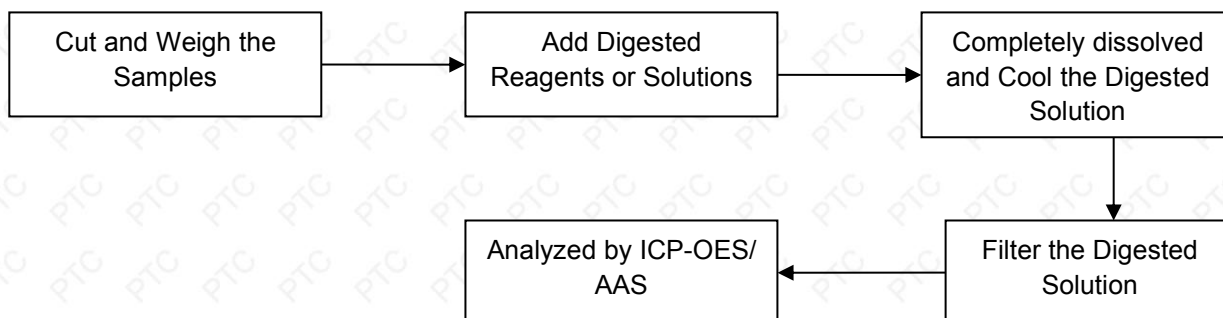 Cut and Weigh the
Samples
Add Digested
Reagents or Solutions
Completely dissolved
and Cool the Digested
Solution
Filter the Digested
Solution
Analyzed by ICP-OES/
AAS
PTC